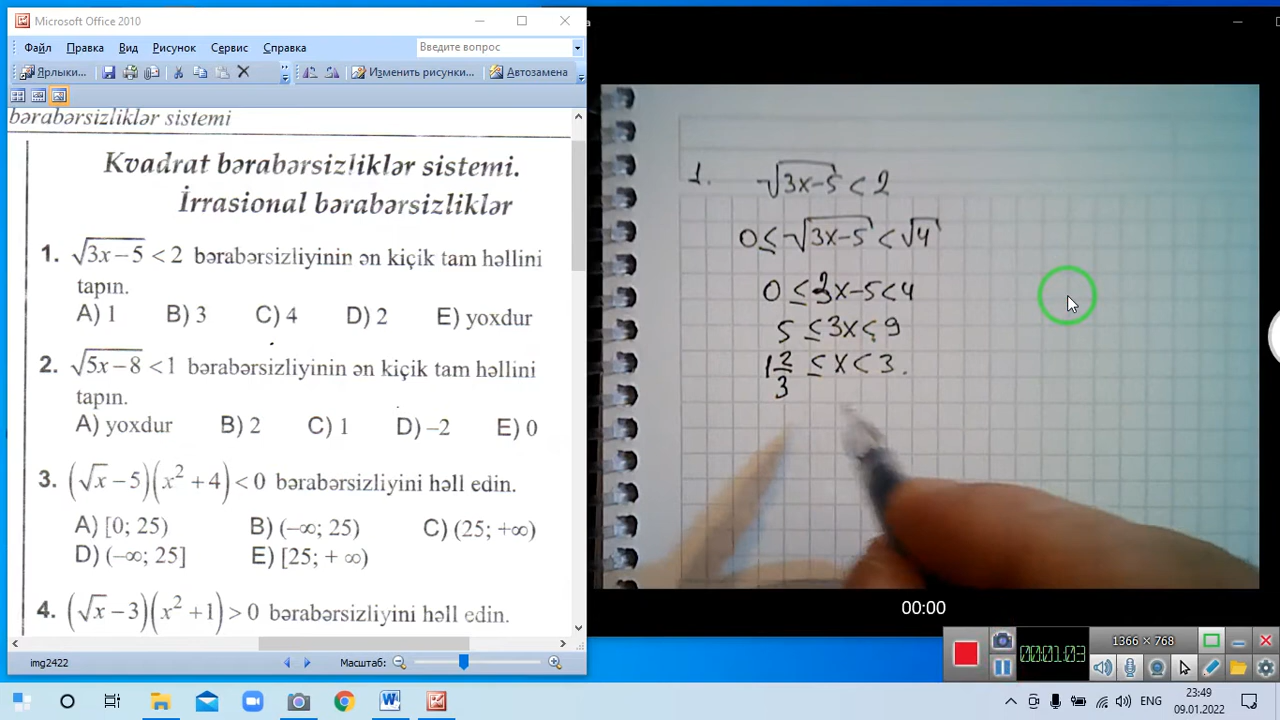 Microsoft Office 2010
Файл Правка Вид Рисунок Сервис Справка
Введите вопрос
Ярлыки... Изменить рисунки... Автозамена
bərabərsizliklər sistemi
Kvadrat bərabərsizliklər sistemi.
İrrasional bərabərsizliklər
1. √(3x−5) < 2 bərabərsizliyinin ən kiçik tam həllini
tapın.
A) 1 B) 3 C) 4 D) 2 E) yoxdur
2. √(5x−8) < 1 bərabərsizliyinin ən kiçik tam həllini
tapın.
A) yoxdur B) 2 C) 1 D) –2 E) 0
3. (√x − 5)(x² + 4) < 0 bərabərsizliyini həll edin.
A) [0; 25) B) (–∞; 25) C) (25; +∞)
D) (–∞; 25] E) [25; + ∞)
4. (√x − 3)(x² + 1) > 0 bərabərsizliyini həll edin.
img2422 Масштаб:
1. √(3x−5) < 2
0 ≤ √(3x−5) < √4
0 ≤ 3x−5 < 4
5 ≤ 3x < 9
1 2/3 ≤ x < 3.
00:00
00:01:03
1366 × 768
ENG
23:49
09.01.2022